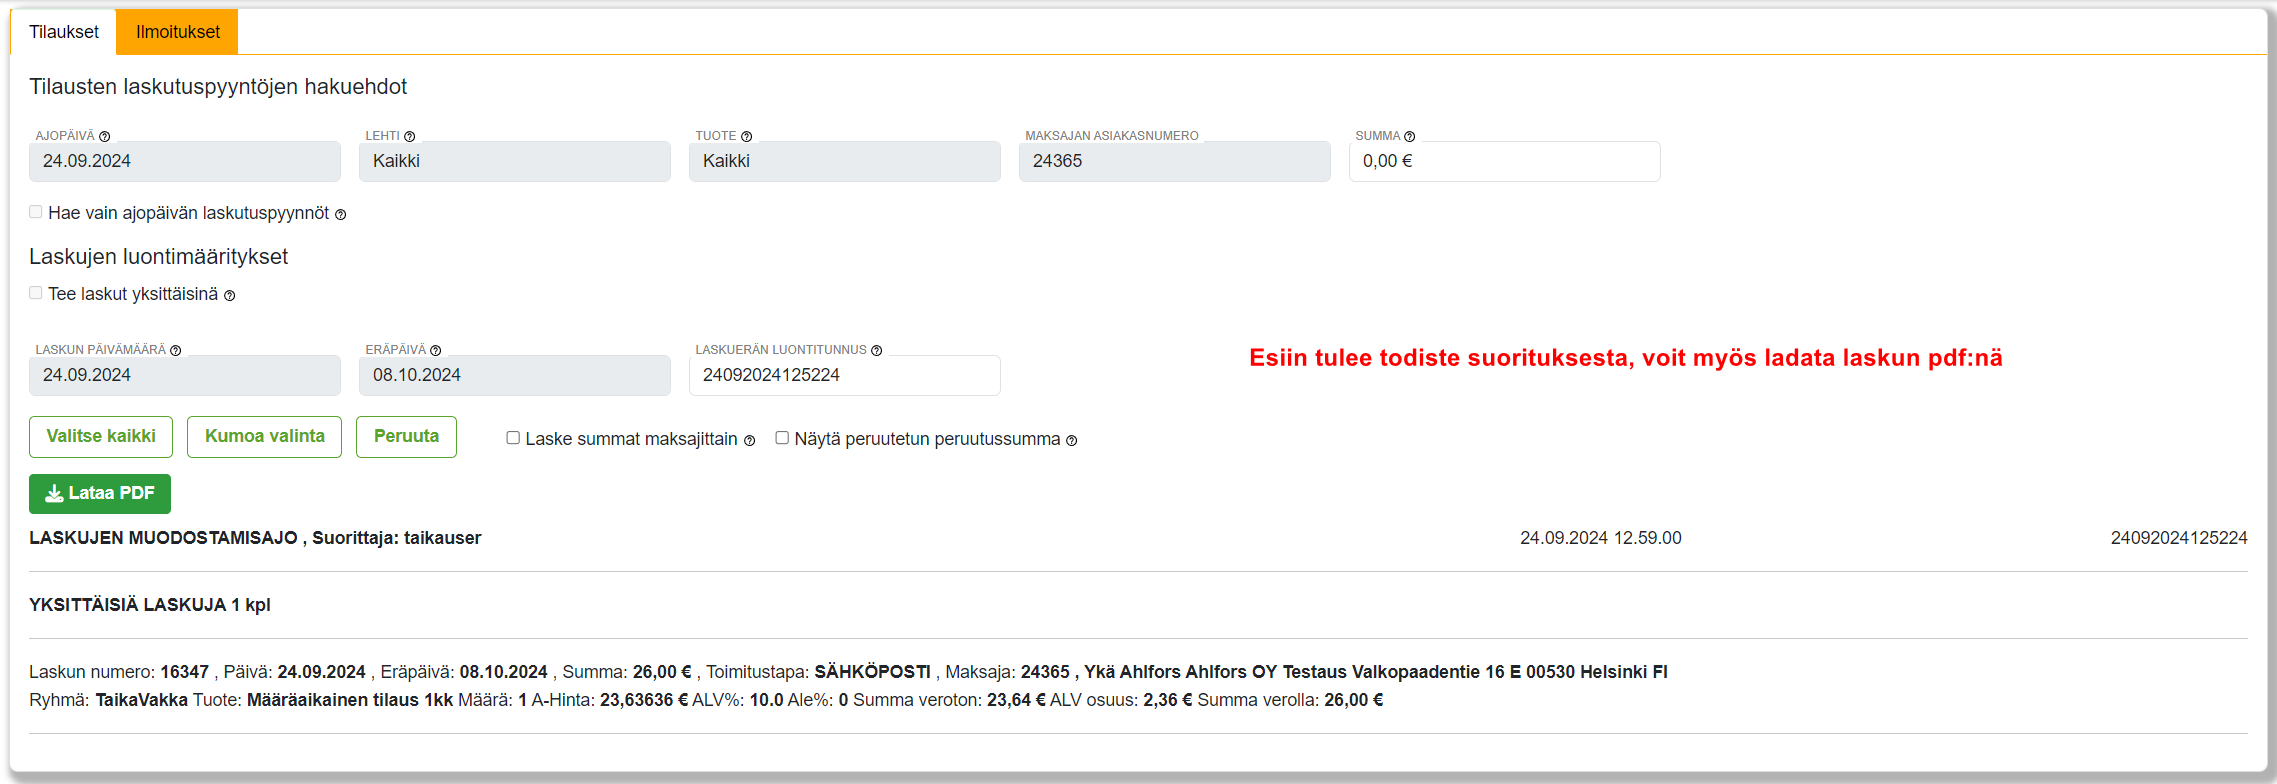 Tilaukset Ilmoitukset
Tilausten laskutuspyyntöjen hakuehdot
AJOPÄIVÄ LEHTI TUOTE MAKSAJAN ASIAKASNUMERO SUMMA
24.09.2024 Kaikki Kaikki 24365 0,00 €
Hae vain ajopäivän laskutuspyynnöt
Laskujen luontimääritykset
Tee laskut yksittäisinä
LASKUN PÄIVÄMÄÄRÄ ERÄPÄIVÄ LASKUERÄN LUONTITUNNUS
Esiin tulee todiste suorituksesta, voit myös ladata laskun pdf:nä
24.09.2024 08.10.2024 24092024125224
Valitse kaikki Kumoa valinta Peruuta Laske summat maksajittain Näytä peruutetun peruutussumma
Lataa PDF
LASKUJEN MUODOSTAMISAJO , Suorittaja: taikauser 24.09.2024 12.59.00 24092024125224
YKSITTÄISIÄ LASKUJA 1 kpl
Laskun numero: 16347 , Päivä: 24.09.2024 , Eräpäivä: 08.10.2024 , Summa: 26,00 € , Toimitustapa: SÄHKÖPOSTI , Maksaja: 24365 , Ykä Ahlfors Ahlfors OY Testaus Valkopaadentie 16 E 00530 Helsinki FI
Ryhmä: TaikaVakka Tuote: Määräaikainen tilaus 1kk Määrä: 1 A-Hinta: 23,63636 € ALV%: 10.0 Ale%: 0 Summa veroton: 23,64 € ALV osuus: 2,36 € Summa verolla: 26,00 €